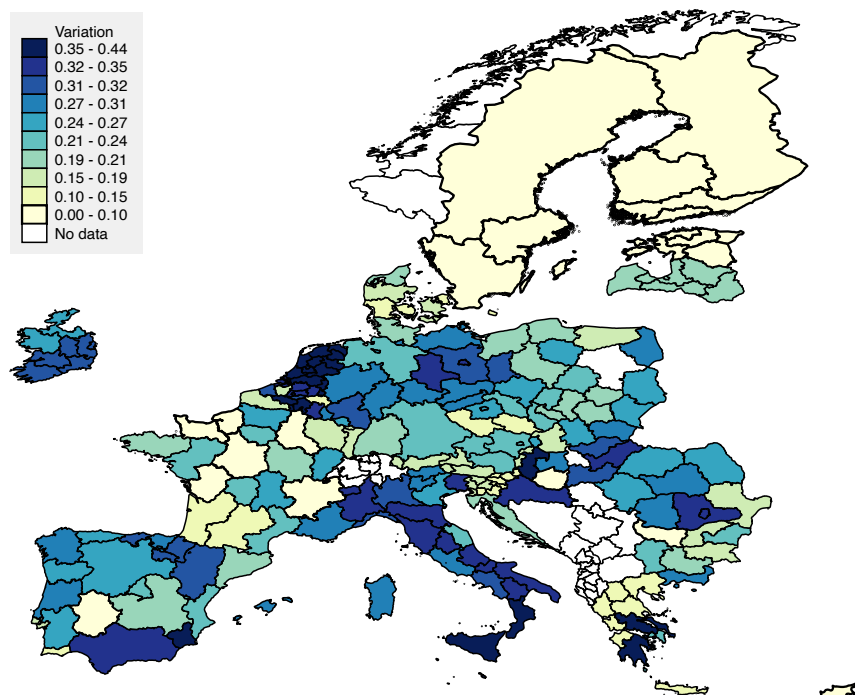 Variation
0.35 - 0.44
0.32 - 0.35
0.31 - 0.32
0.27 - 0.31
0.24 - 0.27
0.21 - 0.24
0.19 - 0.21
0.15 - 0.19
0.10 - 0.15
0.00 - 0.10
No data